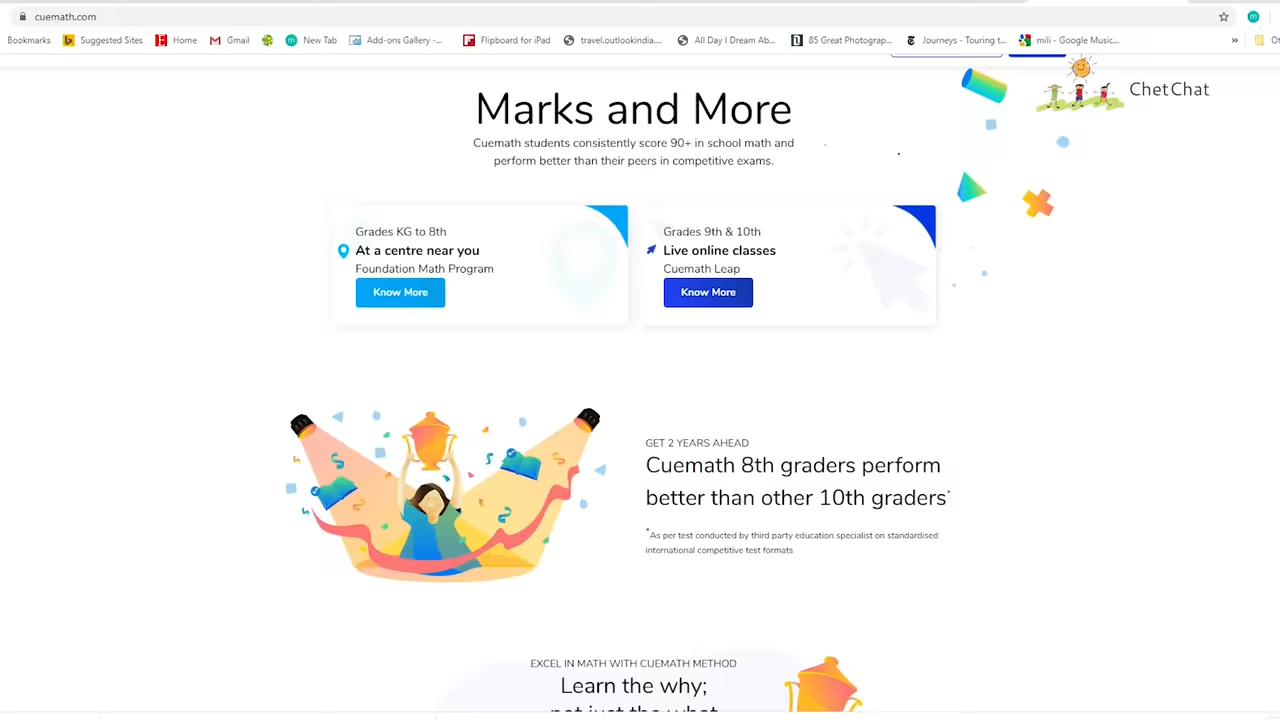 cuemath.com
Bookmarks Suggested Sites Home Gmail New Tab Add-ons Gallery -... Flipboard for iPad travel.outlookindia.... All Day I Dream Ab... 85 Great Photograp... Journeys - Touring t... mili - Google Music... » Ot
ChetChat
Marks and More
Cuemath students consistently score 90+ in school math and
perform better than their peers in competitive exams.
Grades KG to 8th
At a centre near you
Foundation Math Program
Know More
Grades 9th & 10th
Live online classes
Cuemath Leap
Know More
GET 2 YEARS AHEAD
Cuemath 8th graders perform
better than other 10th graders*
*As per test conducted by third party education specialist on standardised
international competitive test formats
EXCEL IN MATH WITH CUEMATH METHOD
Learn the why;
not just the what